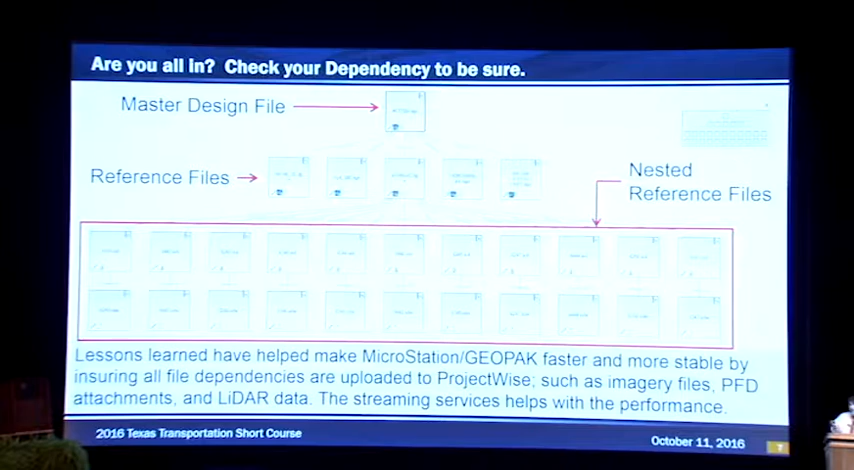 Are you all in? Check your Dependency to be sure.
Master Design File
Reference Files
Nested
Reference Files
Lessons learned have helped make MicroStation/GEOPAK faster and more stable by
insuring all file dependencies are uploaded to ProjectWise; such as imagery files, PFD
attachments, and LiDAR data. The streaming services helps with the performance.
2016 Texas Transportation Short Course
October 11, 2016
7